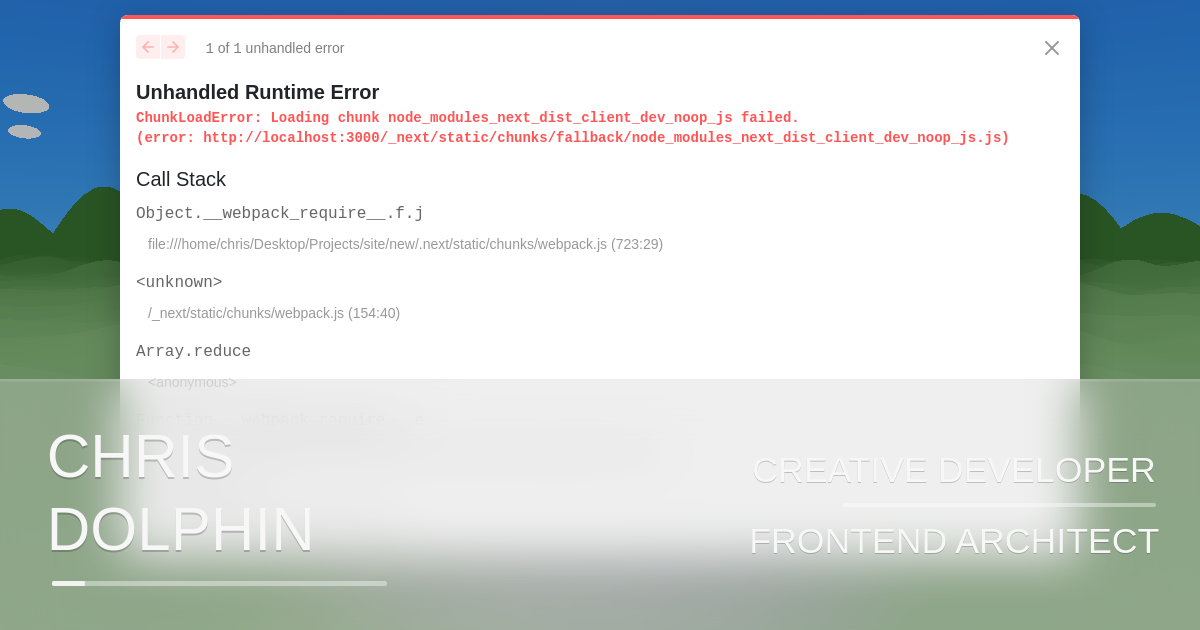 1 of 1 unhandled error
Unhandled Runtime Error
ChunkLoadError: Loading chunk node_modules_next_dist_client_dev_noop_js failed.
(error: http://localhost:3000/_next/static/chunks/fallback/node_modules_next_dist_client_dev_noop_js.js)
Call Stack
Object.__webpack_require__.f.j
file:///home/chris/Desktop/Projects/site/new/.next/static/chunks/webpack.js (723:29)
<unknown>
/_next/static/chunks/webpack.js (154:40)
Array.reduce
<anonymous>
CHRIS
DOLPHIN
CREATIVE DEVELOPER
FRONTEND ARCHITECT